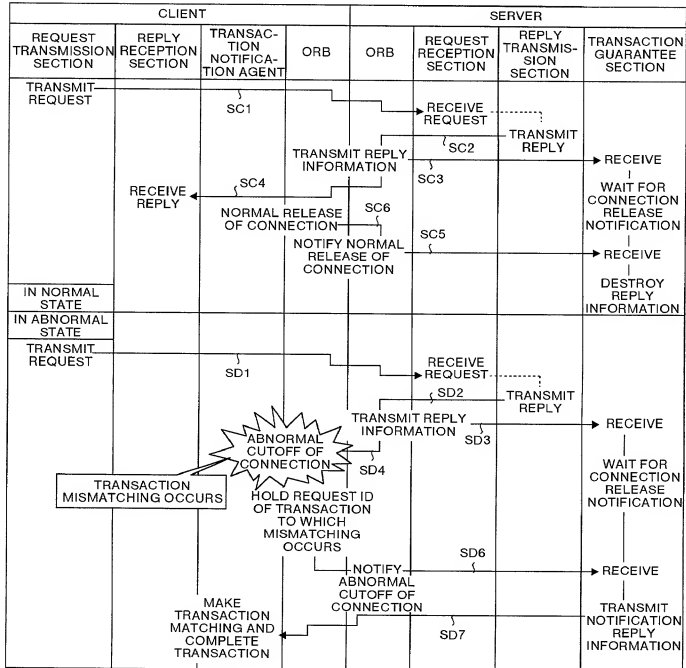 CLIENT
SERVER
REQUEST
TRANSMISSION
SECTION
REPLY
RECEPTION
SECTION
TRANSAC-
TION
NOTIFICA-
TION AGENT
ORB
ORB
REQUEST
RECEPTION
SECTION
REPLY
TRANSMIS-
SION
SECTION
TRANSACTION
GUARANTEE
SECTION
TRANSMIT
REQUEST
SC1
RECEIVE
REQUEST
TRANSMIT
REPLY
SC2
TRANSMIT REPLY
INFORMATION
SC3
RECEIVE
SC4
RECEIVE
REPLY
WAIT FOR
CONNECTION
RELEASE
NOTIFICATION
NORMAL RELEASE
OF CONNECTION
SC6
NOTIFY NORMAL
RELEASE OF
CONNECTION
SC5
RECEIVE
DESTROY
REPLY
INFORMATION
IN NORMAL
STATE
IN ABNORMAL
STATE
TRANSMIT
REQUEST
SD1
RECEIVE
REQUEST
SD2
TRANSMIT
REPLY
TRANSMIT REPLY
INFORMATION
SD3
RECEIVE
ABNORMAL
CUTOFF OF
CONNECTION
SD4
TRANSACTION
MISMATCHING OCCURS
WAIT FOR
CONNECTION
RELEASE
NOTIFICATION
HOLD REQUEST ID
OF TRANSACTION
TO WHICH
MISMATCHING
OCCURS
NOTIFY
ABNORMAL
CUTOFF OF
CONNECTION
SD6
RECEIVE
MAKE
TRANSACTION
MATCHING AND
COMPLETE
TRANSACTION
SD7
TRANSMIT
NOTIFICATION
REPLY
INFORMATION